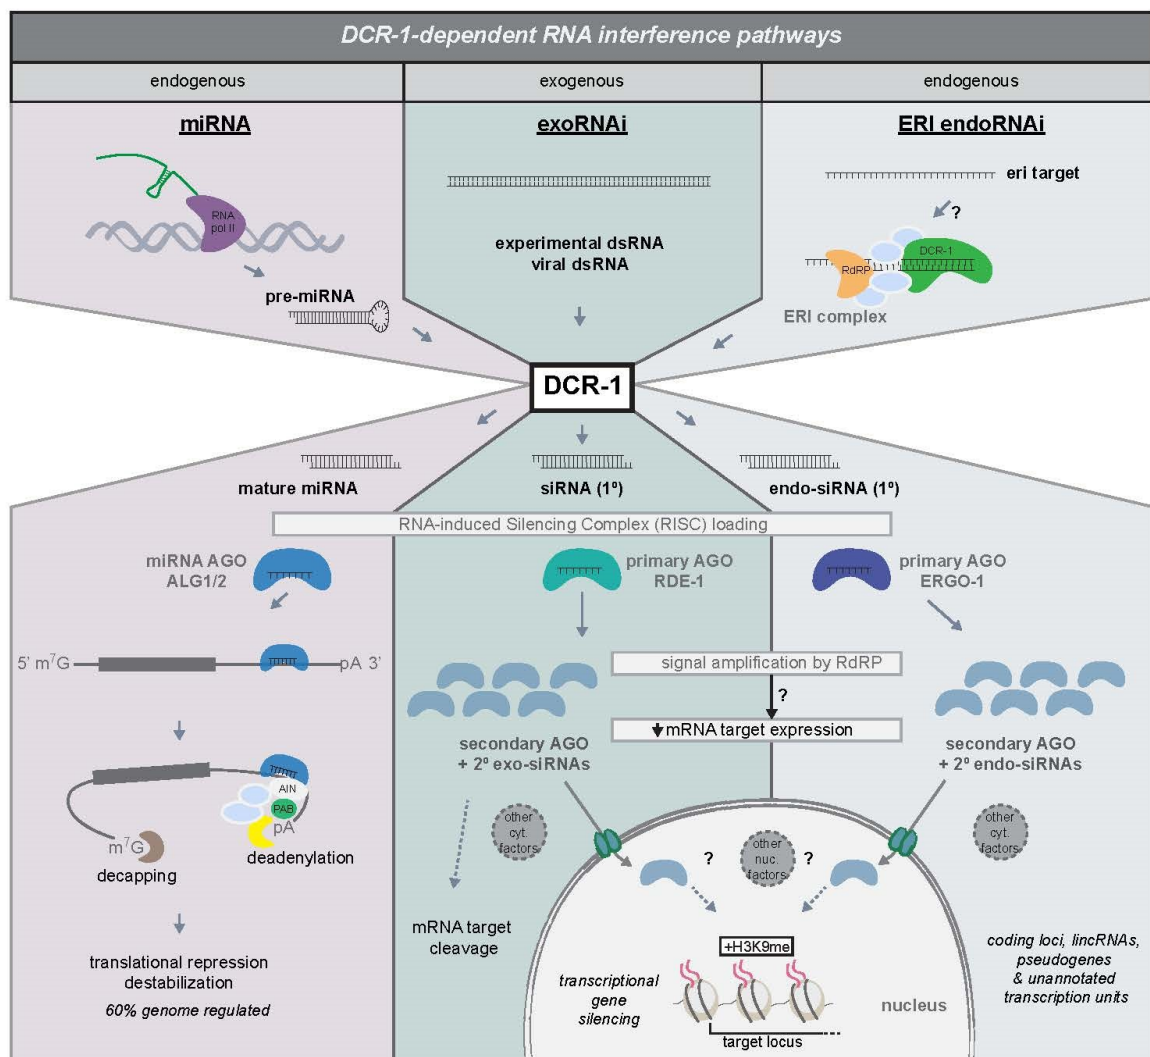 DCR-1-dependent RNA interference pathways
endogenous
exogenous
endogenous
miRNA
exoRNAi
ERI endoRNAi
RNA
pol II
pre-miRNA
experimental dsRNA
viral dsRNA
eri target
?
DCR-1
RdRP
ERI complex
DCR-1
mature miRNA
siRNA (1º)
endo-siRNA (1º)
RNA-induced Silencing Complex (RISC) loading
miRNA AGO
ALG1/2
primary AGO
RDE-1
primary AGO
ERGO-1
5' m⁷G
pA 3'
signal amplification by RdRP
?
mRNA target expression
secondary AGO
+ 2º exo-siRNAs
secondary AGO
+ 2º endo-siRNAs
AIN
PAB
pA
m⁷G
deadenylation
decapping
other
cyt.
factors
other
nuc.
factors
other
cyt.
factors
?
?
mRNA target
cleavage
translational repression
destabilization
60% genome regulated
+H3K9me
transcriptional
gene
silencing
nucleus
target locus
coding loci, lincRNAs,
pseudogenes
& unannotated
transcription units